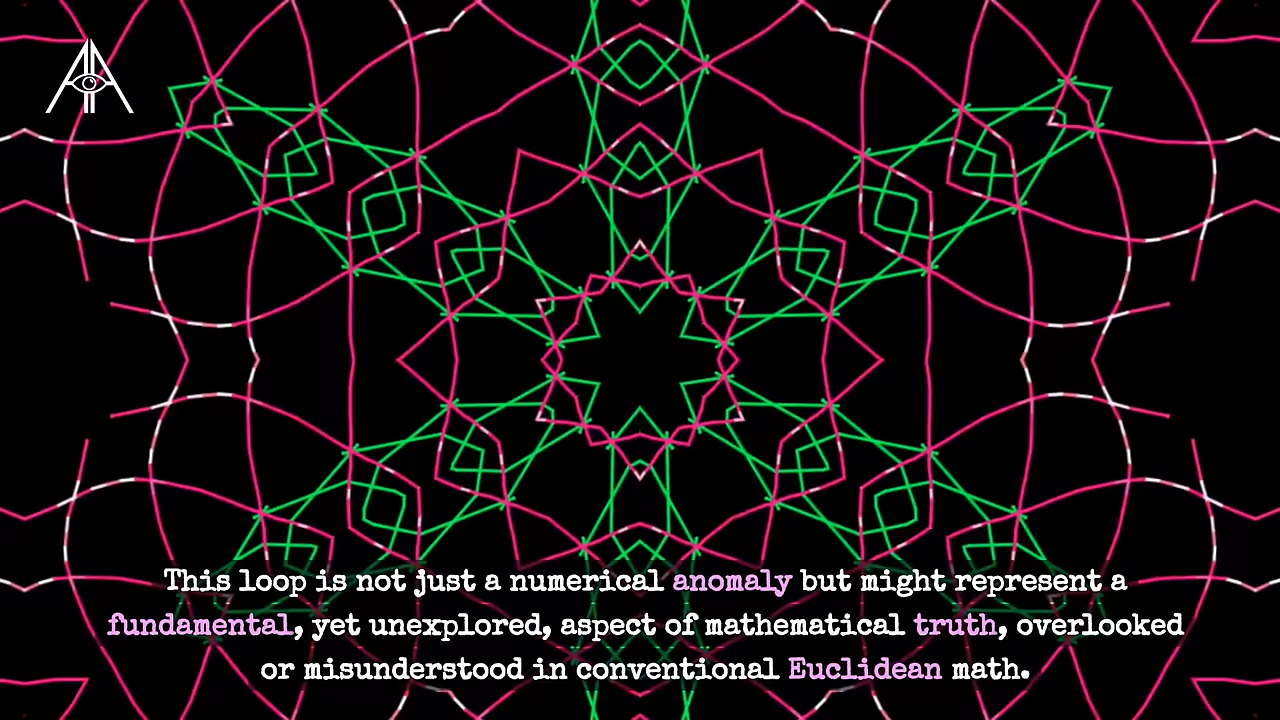 This loop is not just a numerical anomaly but might represent a
fundamental, yet unexplored, aspect of mathematical truth, overlooked
or misunderstood in conventional Euclidean math.